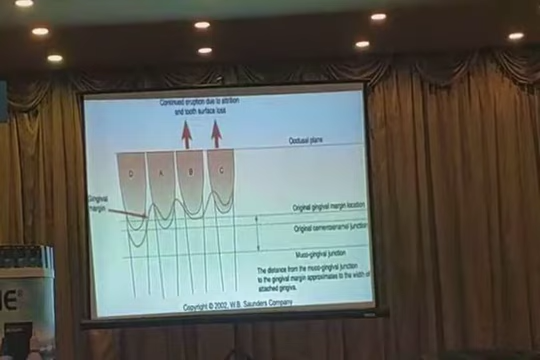 Continued eruption due to attrition
and tooth surface loss
Occlusal plane
D
A
B
C
Gingival
margin
Original gingival margin location
Original cementoenamel junction
Muco-gingival junction
The distance from the muco-gingival junction
to the gingival margin approximates to the width of
attached gingiva.
Copyright © 2002, W.B. Saunders Company
NE